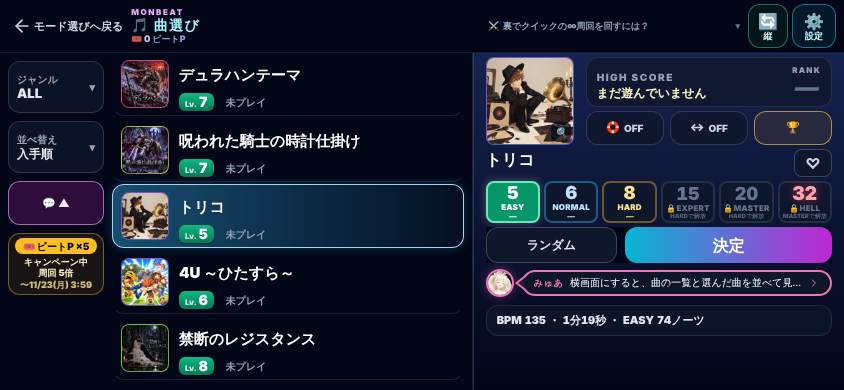 モード選びへ戻る
MONBEAT
🎵 曲選び
🎟️ 0 ビートP
⚔️ 裏でクイックの∞周回を回すには？
▼
縦
設定
ジャンル
ALL ▼
並べ替え
入手順 ▼
💬 ▲
🎟️ ビートP ×5
キャンペーン中
周回 5倍
〜11/23(月) 3:59
デュラハンテーマ
Lv. 7 未プレイ
呪われた騎士の時計仕掛け
Lv. 7 未プレイ
トリコ
Lv. 5 未プレイ
4U ～ひたすら～
Lv. 6 未プレイ
禁断のレジスタンス
Lv. 8 未プレイ
HIGH SCORE
まだ遊んでいません
RANK
—
OFF
↔ OFF
🏆
トリコ
♡
5
EASY
—
6
NORMAL
—
8
HARD
—
15
🔒EXPERT
HARDで解放
20
🔒MASTER
HARDで解放
32
🔒HELL
MASTERで解放
ランダム
決定
みゅあ 横画面にすると、曲の一覧と選んだ曲を並べて見…
BPM 135 ・ 1分19秒 ・ EASY 74ノーツ